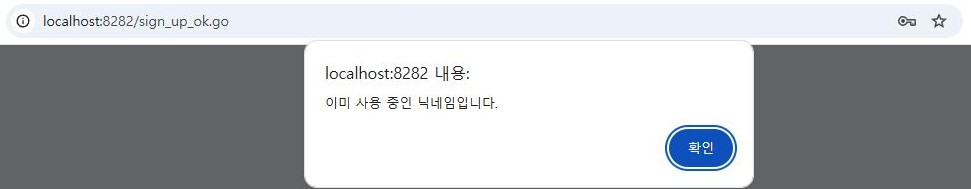 localhost:8282/sign_up_ok.go
localhost:8282 내용:
이미 사용 중인 닉네임입니다.
확인